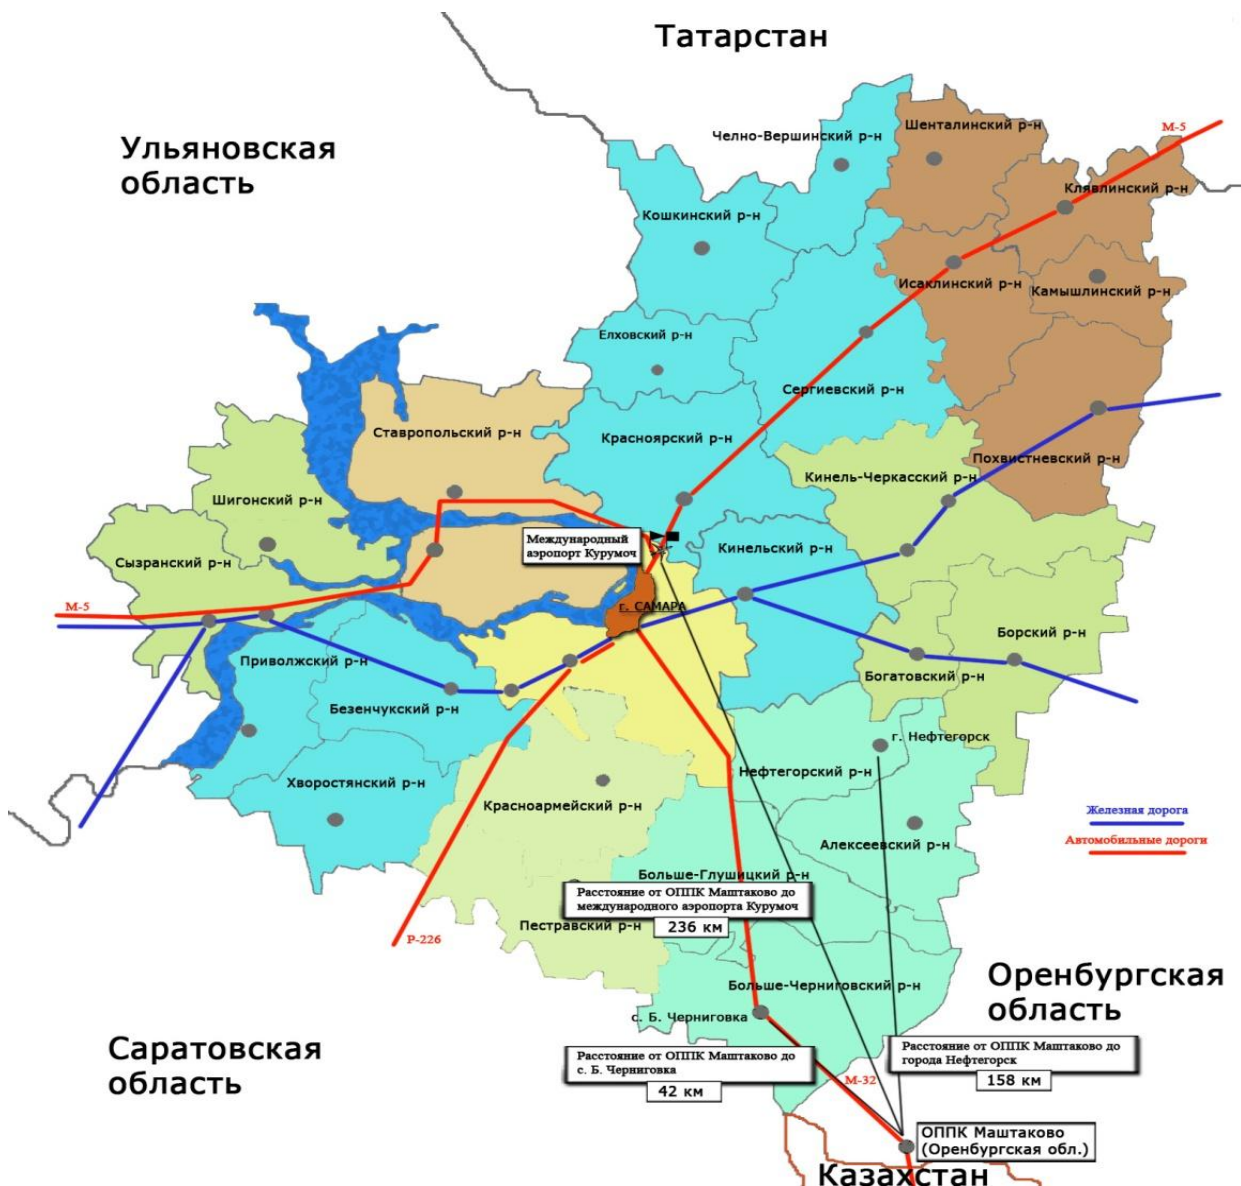 Татарстан
Ульяновская
область
Челно-Вершинский р-н
Шенталинский р-н
М-5
Клявлинский р-н
Кошкинский р-н
Исаклинский р-н
Камышлинский р-н
Елховский р-н
Сергиевский р-н
Ставропольский р-н
Красноярский р-н
Похвистневский р-н
Кинель-Черкасский р-н
Шигонский р-н
Международный
аэропорт Курумоч
Кинельский р-н
Сызранский р-н
М-5
г. САМАРА
Борский р-н
Приволжский р-н
Богатовский р-н
Безенчукский р-н
г. Нефтегорск
Нефтегорский р-н
Хворостянский р-н
Красноармейский р-н
Железная дорога
Автомобильные дороги
Алексеевский р-н
Больше-Глушицкий р-н
Расстояние от ОППК Маштаково до
международного аэропорта Курумоч
236 км
Пестравский р-н
Р-226
Больше-Черниговский р-н
Оренбургская
область
с. Б. Черниговка
Саратовская
область
Расстояние от ОППК Маштаково до
с. Б. Черниговка
42 км
Расстояние от ОППК Маштаково до
города Нефтегорск
158 км
М-32
ОППК Маштаково
(Оренбургская обл.)
Казахстан